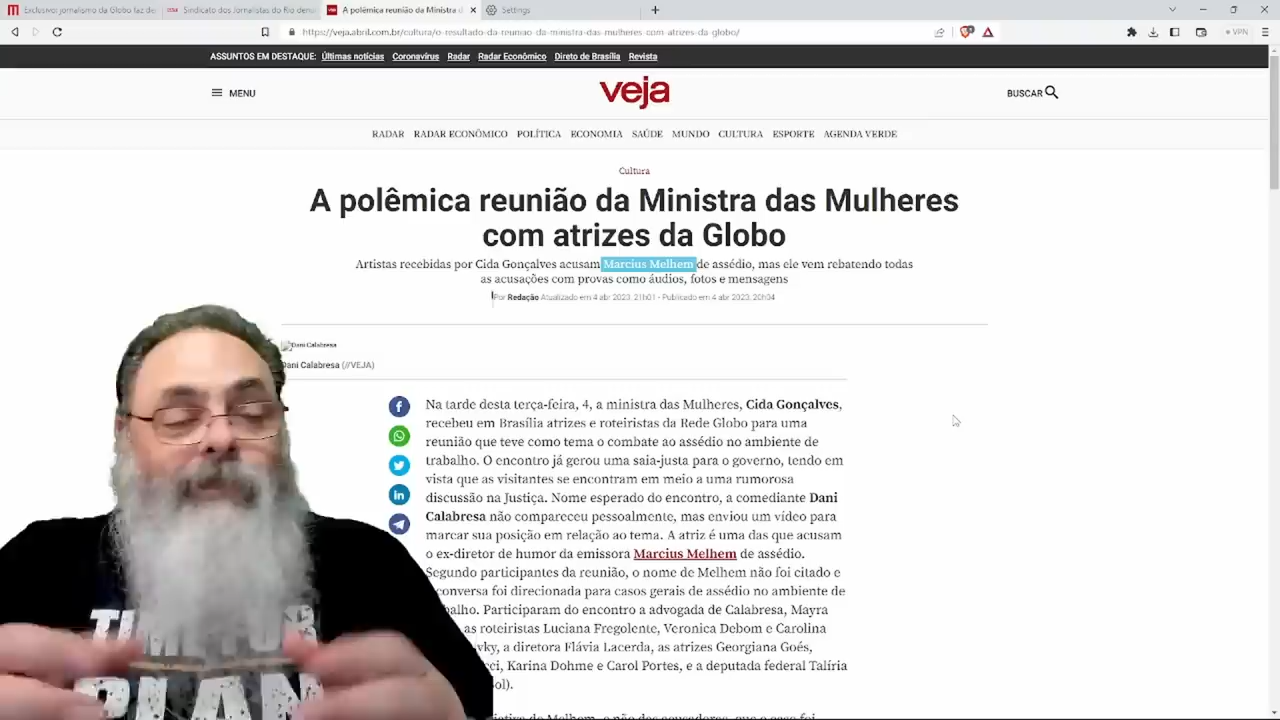 Exclusivo: jornalismo da Globo faz de
Sindicato dos Jornalistas do Rio den
A polêmica reunião da Ministra d
Settings
https://veja.abril.com.br/cultura/o-resultado-da-reuniao-da-ministra-das-mulheres-com-atrizes-da-globo/
VPN
ASSUNTOS EM DESTAQUE: Últimas notícias Coronavírus Radar Radar Econômico Direto de Brasília Revista
MENU
veja
BUSCAR
RADAR RADAR ECONÔMICO POLÍTICA ECONOMIA SAÚDE MUNDO CULTURA ESPORTE AGENDA VERDE
Cultura
A polêmica reunião da Ministra das Mulheres
com atrizes da Globo
Artistas recebidas por Cida Gonçalves acusam Marcius Melhem de assédio, mas ele vem rebatendo todas
as acusações com provas como áudios, fotos e mensagens
Por Redação Atualizado em 4 abr 2023, 21h01 - Publicado em 4 abr 2023, 20h34
Dani Calabresa
Dani Calabresa (//VEJA)
Na tarde desta terça-feira, 4, a ministra das Mulheres, Cida Gonçalves,
recebeu em Brasília atrizes e roteiristas da Rede Globo para uma
reunião que teve como tema o combate ao assédio no ambiente de
trabalho. O encontro já gerou uma saia-justa para o governo, tendo em
vista que as visitantes se encontram em meio a uma rumorosa
discussão na Justiça. Nome esperado do encontro, a comediante Dani
Calabresa não compareceu pessoalmente, mas enviou um vídeo para
marcar sua posição em relação ao tema. A atriz é uma das que acusam
o ex-diretor de humor da emissora Marcius Melhem de assédio.
Segundo participantes da reunião, o nome de Melhem não foi citado e
conversa foi direcionada para casos gerais de assédio no ambiente de
balho. Participaram do encontro a advogada de Calabresa, Mayra
as roteiristas Luciana Fregolente, Veronica Debom e Carolina
vky, a diretora Flávia Lacerda, as atrizes Georgiana Goés,
cci, Karina Dohme e Carol Portes, e a deputada federal Talíria
ol).